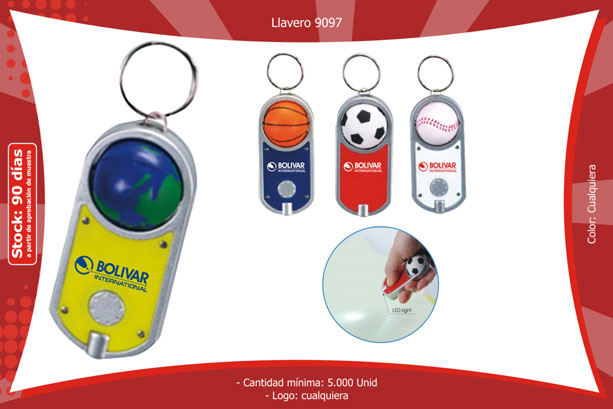 Llavero 9097
Stock: 90 días
a partir de aprobación de muestra
BOLIVAR
INTERNATIONAL
BOLIVAR
INTERNATIONAL
BOLIVAR
INTERNATIONAL
BOLIVAR
INTERNATIONAL
LED light
Color: Cualquiera
- Cantidad mínima: 5.000 Unid
- Logo: cualquiera